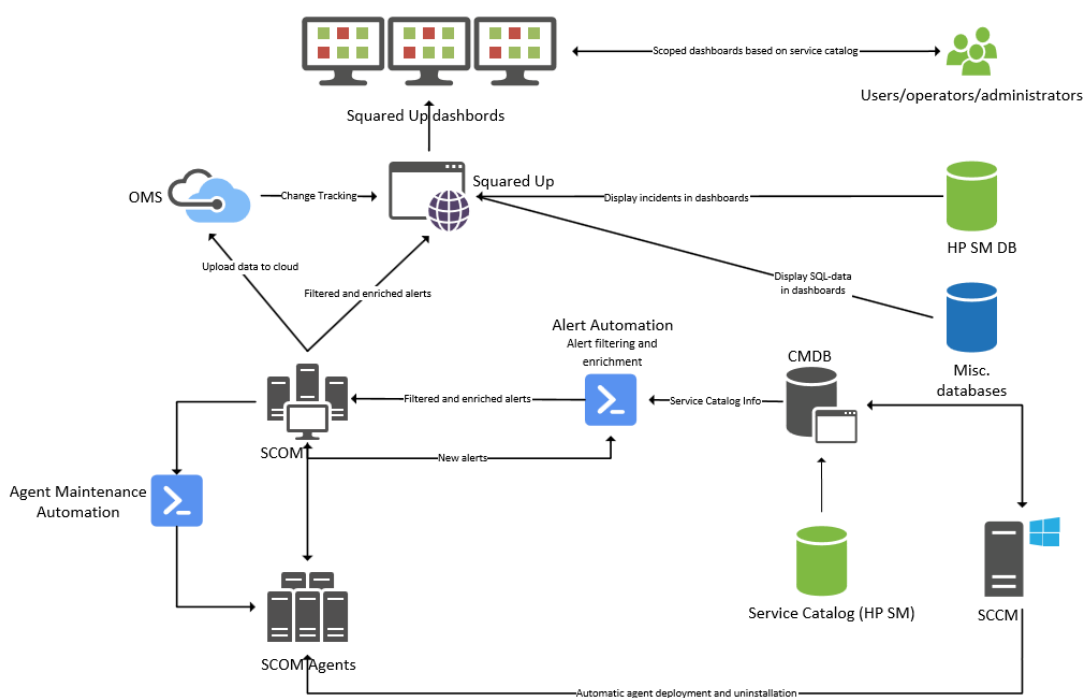 Scoped dashboards based on service catalog
Users/operators/administrators
Squared Up dashbords
OMS
Change Tracking
Squared Up
Display incidents in dashboards
HP SM DB
Upload data to cloud
Filtered and enriched alerts
Display SQL-data
in dashboards
Alert Automation
Alert filtering and
enrichment
CMDB
Misc.
databases
Filtered and enriched alerts
Service Catalog Info
SCOM
New alerts
Agent Maintenance
Automation
Service Catalog (HP SM)
SCCM
SCOM Agents
Automatic agent deployment and uninstallation